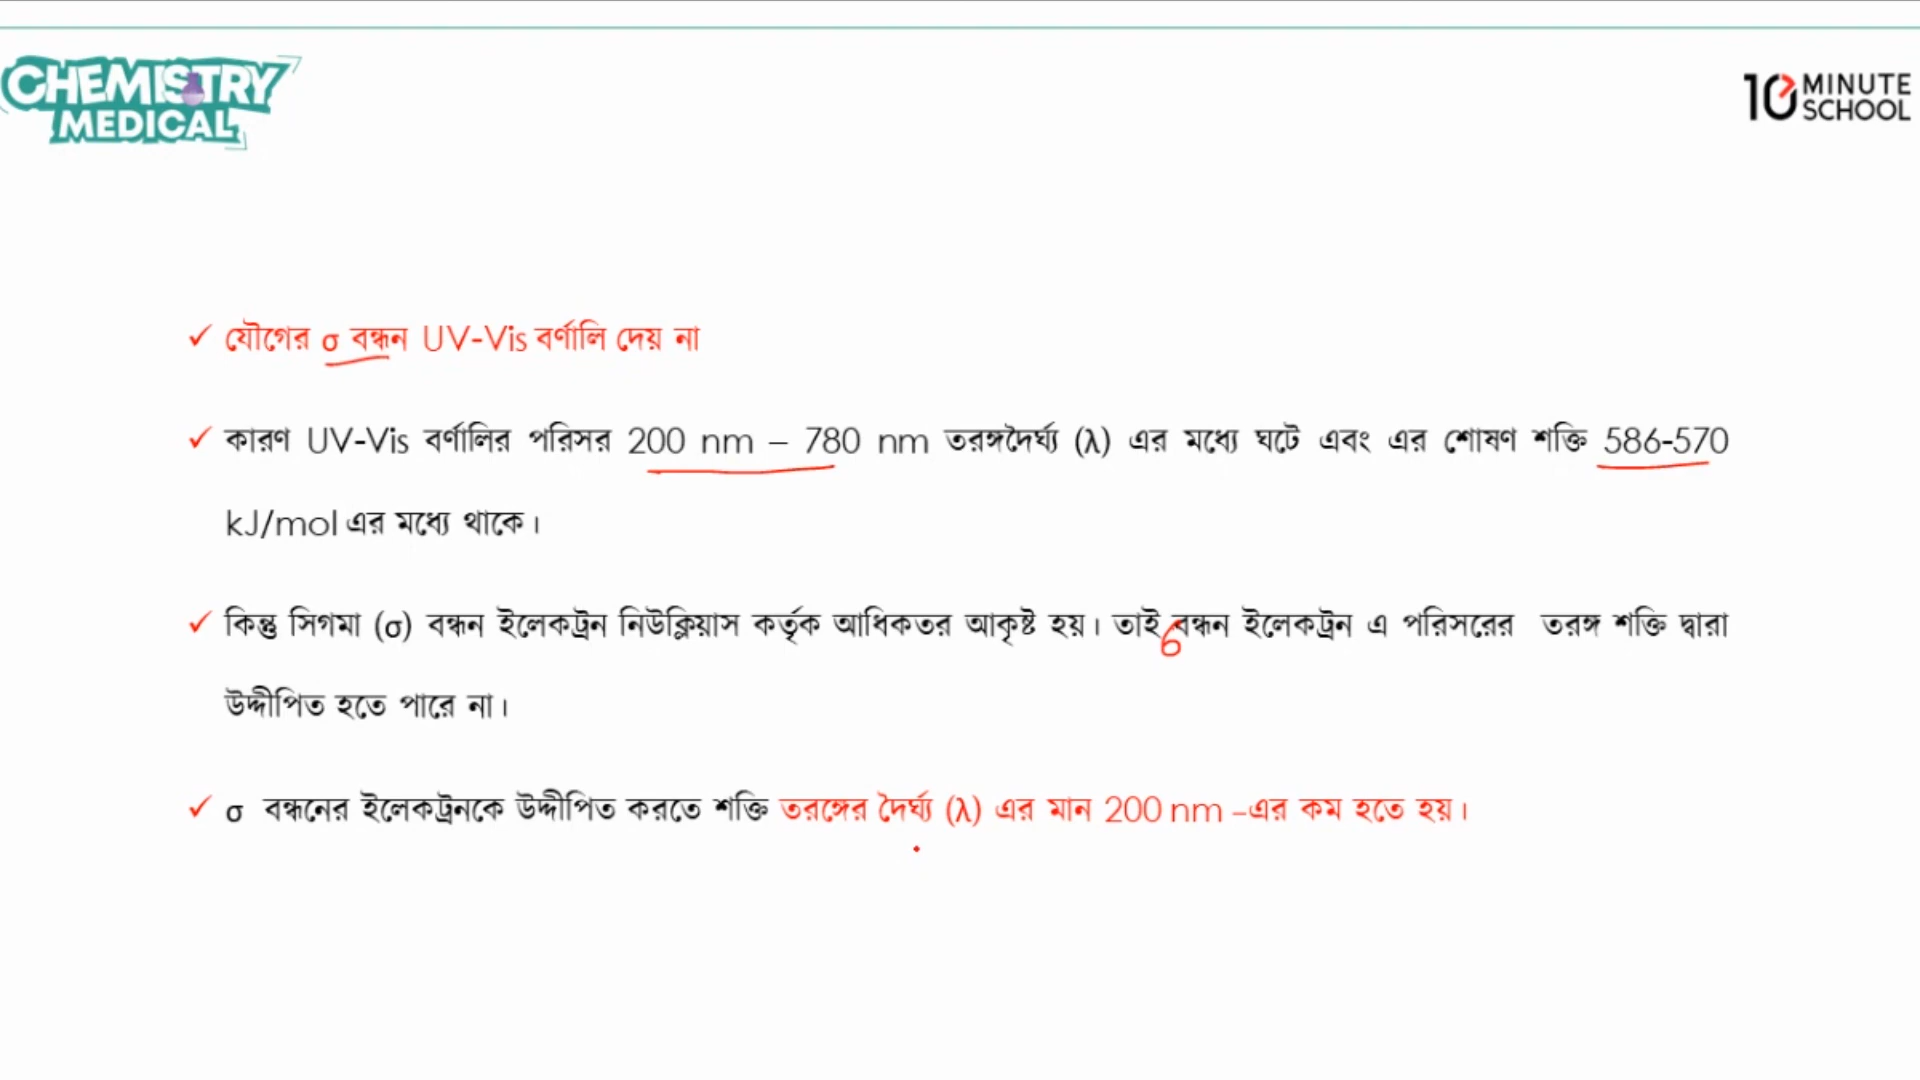 CHEMISTRY
MEDICAL
10 MINUTE
SCHOOL
✓ যৌগের σ বন্ধন UV-Vis বর্ণালি দেয় না
✓ কারণ UV-Vis বর্ণালির পরিসর 200 nm – 780 nm তরঙ্গদৈর্ঘ্য (λ) এর মধ্যে ঘটে এবং এর শোষণ শক্তি 586-570
kJ/mol এর মধ্যে থাকে।
✓ কিন্তু সিগমা (σ) বন্ধন ইলেকট্রন নিউক্লিয়াস কর্তৃক আধিকতর আকৃষ্ট হয়। তাই 6 বন্ধন ইলেকট্রন এ পরিসরের তরঙ্গ শক্তি দ্বারা
উদ্দীপিত হতে পারে না।
✓ σ বন্ধনের ইলেকট্রনকে উদ্দীপিত করতে শক্তি তরঙ্গের দৈর্ঘ্য (λ) এর মান 200 nm –এর কম হতে হয়।